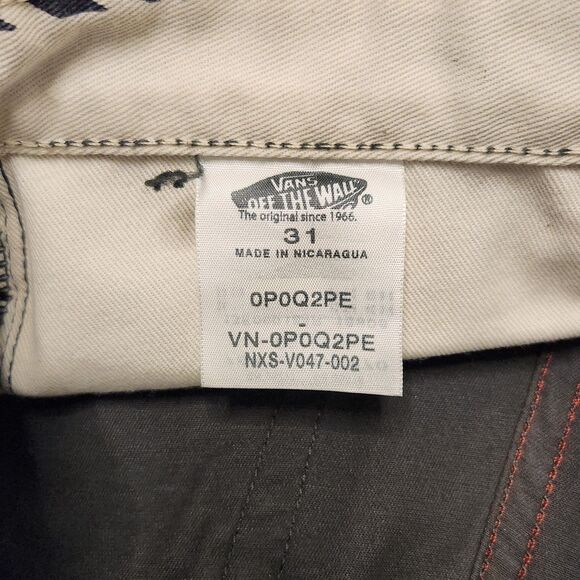 VANS
OFF THE WALL®
The original since 1966.
31
MADE IN NICARAGUA
0P0Q2PE
-
VN-0P0Q2PE
NXS-V047-002